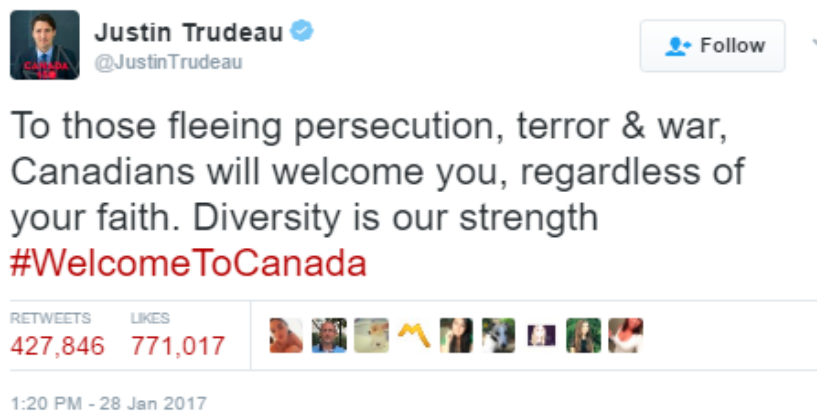 Justin Trudeau
@JustinTrudeau
Follow
To those fleeing persecution, terror & war,
Canadians will welcome you, regardless of
your faith. Diversity is our strength
#WelcomeToCanada
RETWEETS LIKES
427,846 771,017
1:20 PM - 28 Jan 2017